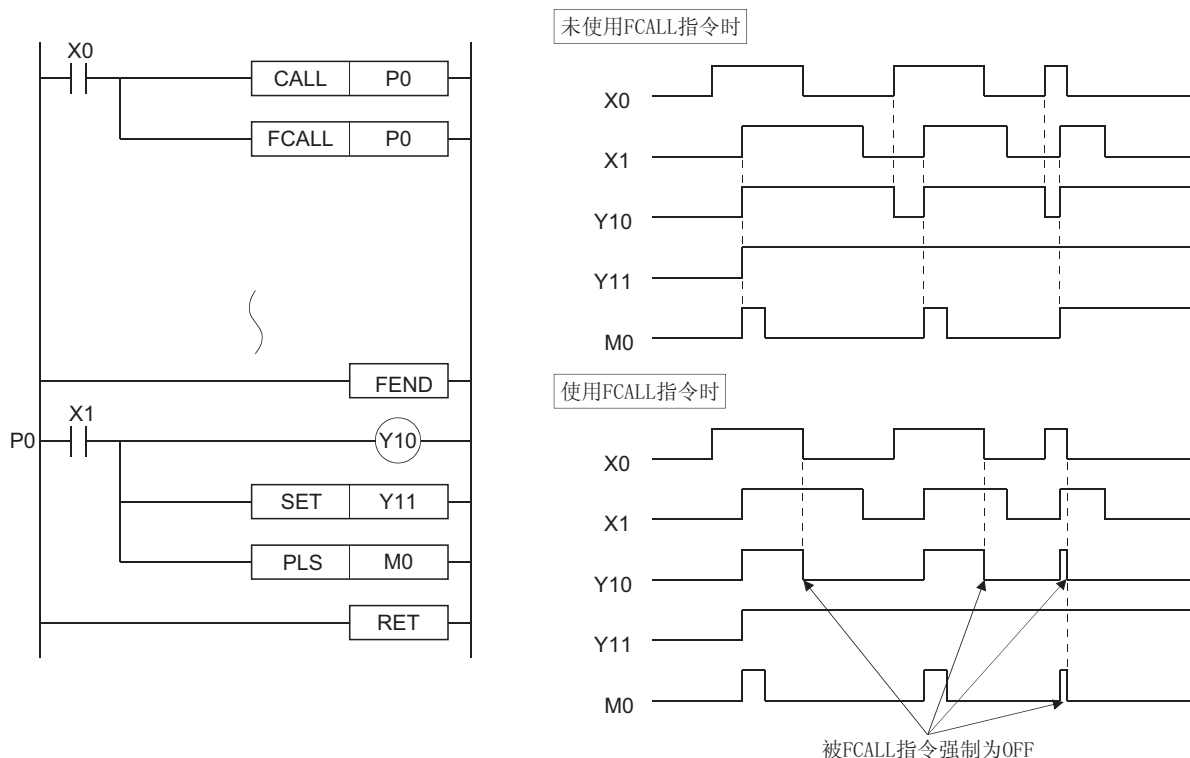 X0
CALL P0
FCALL P0
FEND
X1
P0
Y10
SET Y11
PLS M0
RET
未使用FCALL指令时
X0
X1
Y10
Y11
M0
使用FCALL指令时
X0
X1
Y10
Y11
M0
被FCALL指令强制为OFF